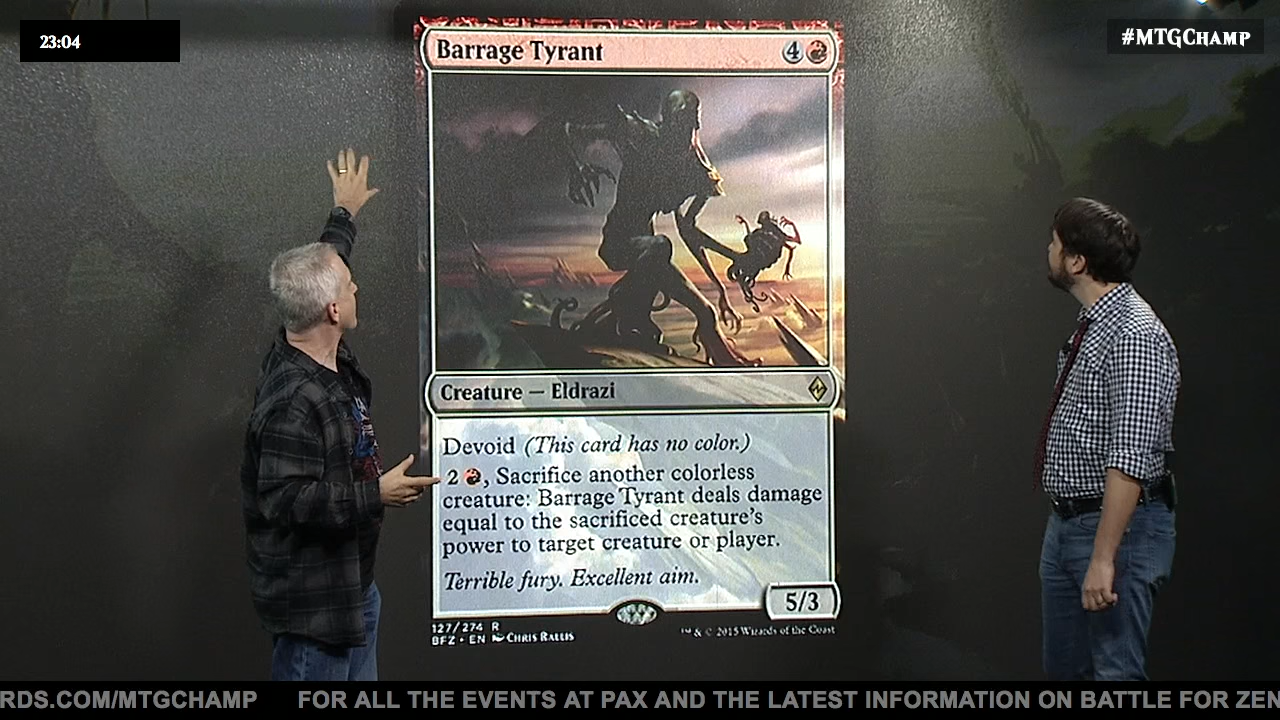 23:04
#MTGCHAMP
Barrage Tyrant 4
Creature — Eldrazi
Devoid (This card has no color.)
2 , Sacrifice another colorless
creature: Barrage Tyrant deals damage
equal to the sacrificed creature's
power to target creature or player.
Terrible fury. Excellent aim.
5/3
127/274 R
BFZ • EN CHRIS RALLIS
™ & © 2015 Wizards of the Coast
RDS.COM/MTGCHAMP FOR ALL THE EVENTS AT PAX AND THE LATEST INFORMATION ON BATTLE FOR ZEN